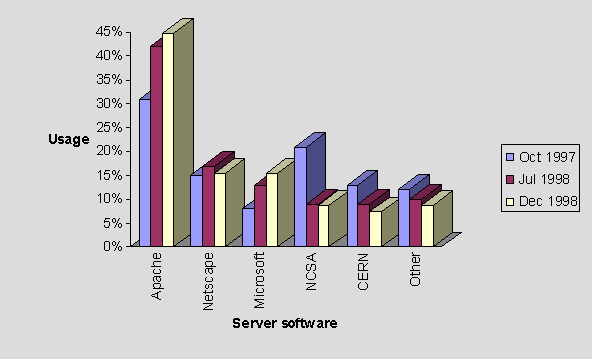 45%
40%
35%
30%
25%
20%
15%
10%
5%
0%
Usage
Apache
Netscape
Microsoft
NCSA
CERN
Other
Server software
Oct 1997
Jul 1998
Dec 1998